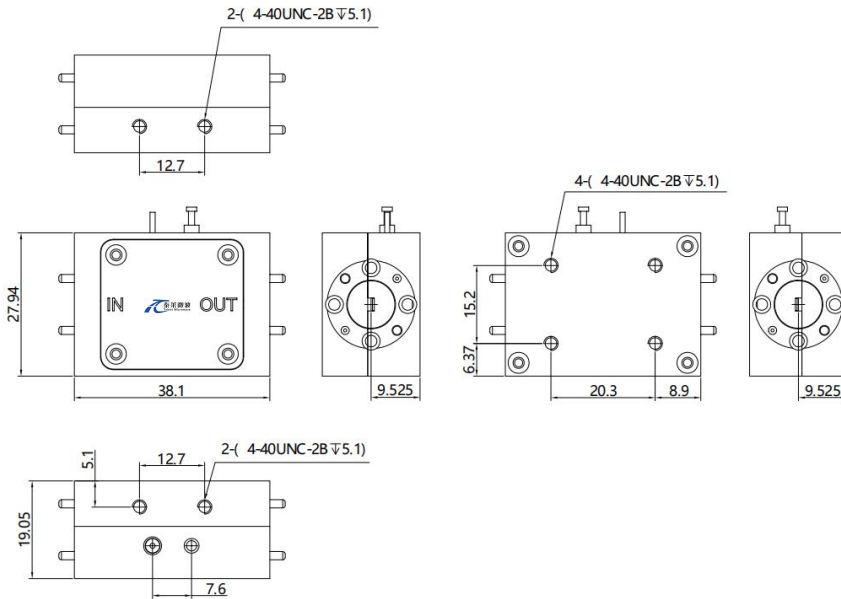 2-( 4-40UNC-2B↧5.1)
12.7
4-( 4-40UNC-2B↧5.1)
27.94
IN
OUT
38.1
9.525
15.2
6.37
20.3
8.9
9.525
5.1
12.7
2-( 4-40UNC-2B↧5.1)
19.05
7.6